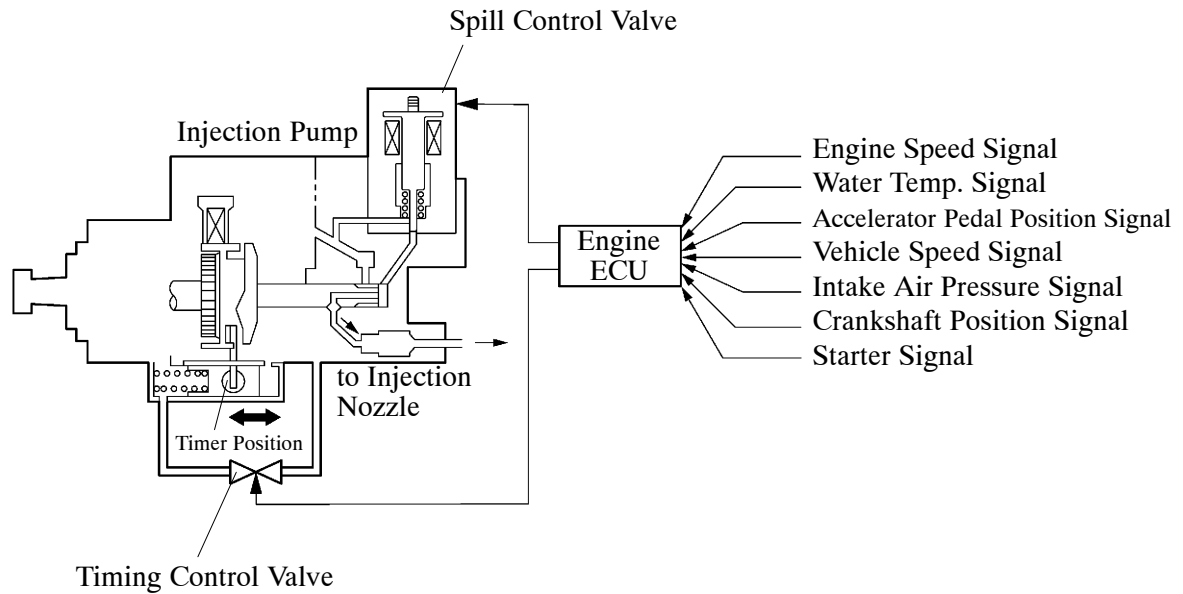 Spill Control Valve
Injection Pump
Engine Speed Signal
Water Temp. Signal
Accelerator Pedal Position Signal
Engine
ECU
Vehicle Speed Signal
Intake Air Pressure Signal
Crankshaft Position Signal
Starter Signal
to Injection
Nozzle
Timer Position
Timing Control Valve